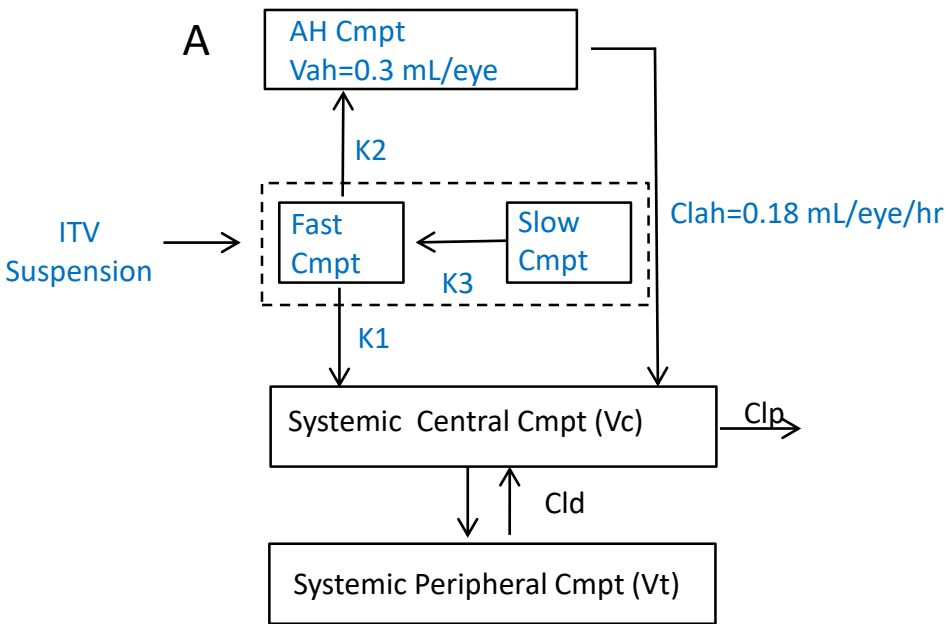 A
AH Cmpt
Vah=0.3 mL/eye
K2
Clah=0.18 mL/eye/hr
ITV
Suspension
Fast
Cmpt
Slow
Cmpt
K3
K1
Systemic Central Cmpt (Vc)
Clp
Cld
Systemic Peripheral Cmpt (Vt)